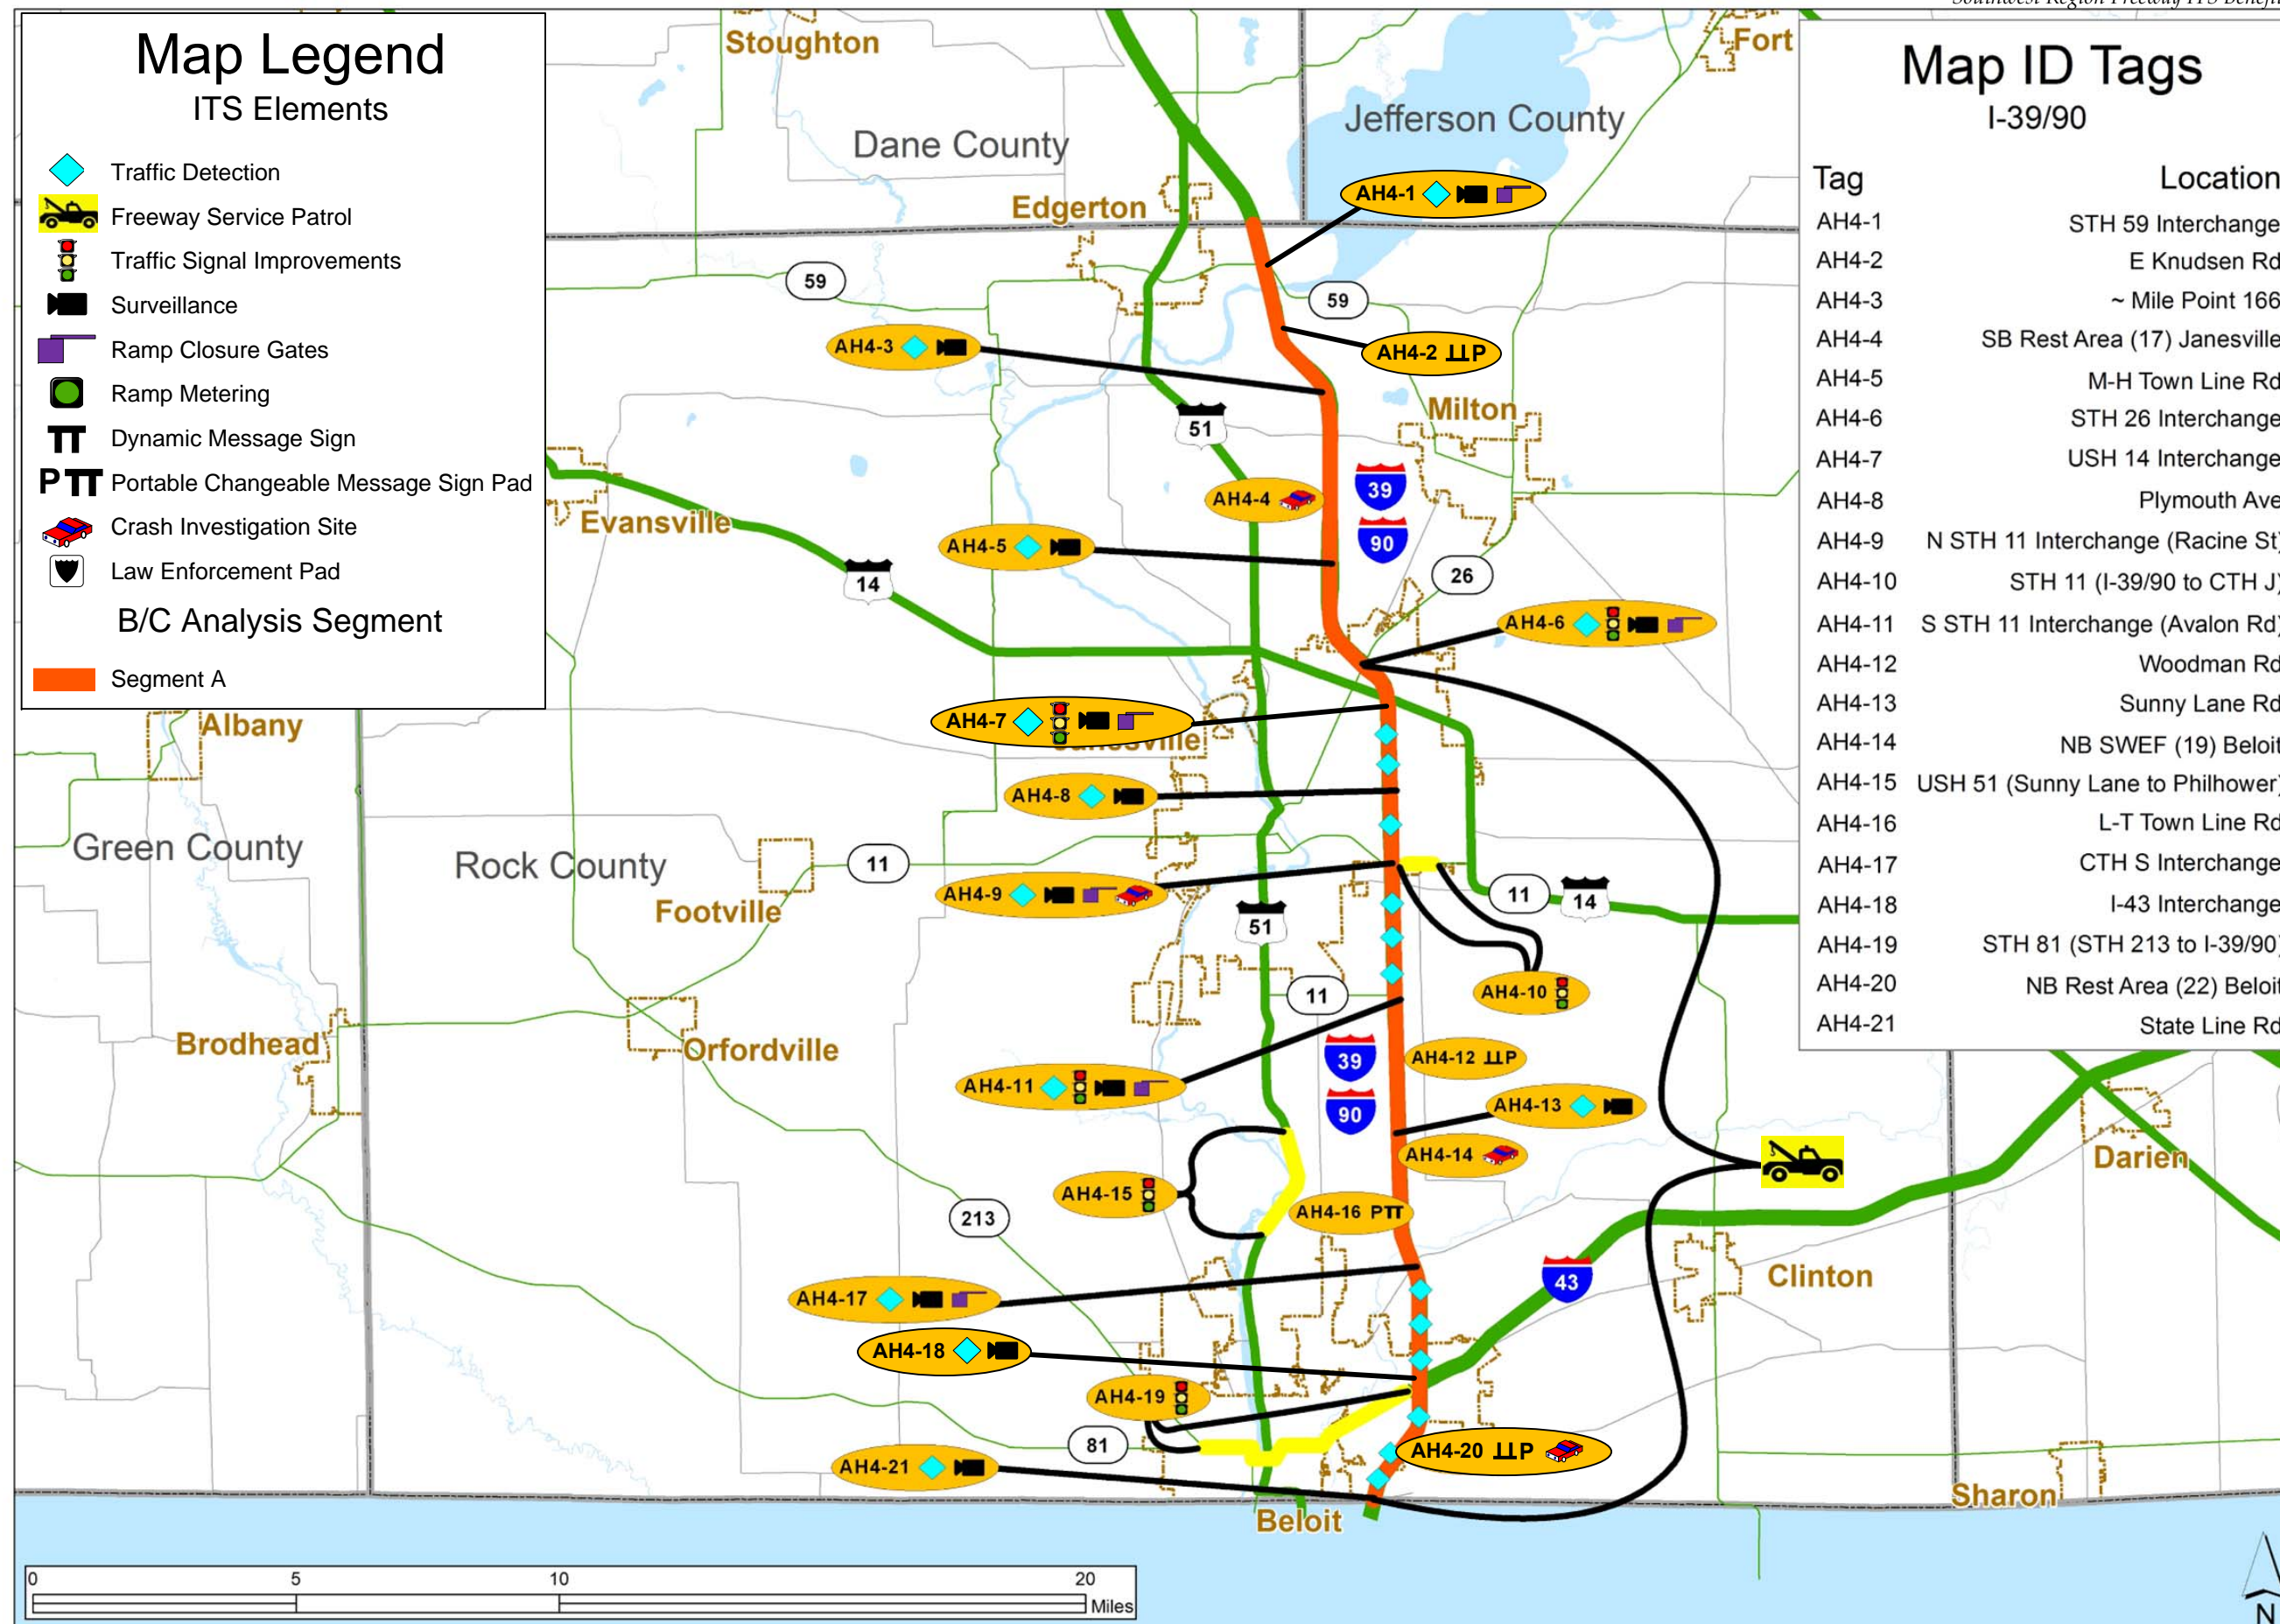 Southwest Region Freeway ITS Benefit
Map Legend
ITS Elements
Traffic Detection
Freeway Service Patrol
Traffic Signal Improvements
Surveillance
Ramp Closure Gates
Ramp Metering
Dynamic Message Sign
P Portable Changeable Message Sign Pad
Crash Investigation Site
Law Enforcement Pad
B/C Analysis Segment
Segment A
Map ID Tags
I-39/90
Tag Location
AH4-1 STH 59 Interchange
AH4-2 E Knudsen Rd
AH4-3 ~ Mile Point 166
AH4-4 SB Rest Area (17) Janesville
AH4-5 M-H Town Line Rd
AH4-6 STH 26 Interchange
AH4-7 USH 14 Interchange
AH4-8 Plymouth Ave
AH4-9 N STH 11 Interchange (Racine St)
AH4-10 STH 11 (I-39/90 to CTH J)
AH4-11 S STH 11 Interchange (Avalon Rd)
AH4-12 Woodman Rd
AH4-13 Sunny Lane Rd
AH4-14 NB SWEF (19) Beloit
AH4-15 USH 51 (Sunny Lane to Philhower)
AH4-16 L-T Town Line Rd
AH4-17 CTH S Interchange
AH4-18 I-43 Interchange
AH4-19 STH 81 (STH 213 to I-39/90)
AH4-20 NB Rest Area (22) Beloit
AH4-21 State Line Rd
Stoughton
Fort
Dane County
Jefferson County
Edgerton
AH4-1
59
59
AH4-3
AH4-2 P
Milton
51
AH4-4
39
90
Evansville
AH4-5
14
26
AH4-6
Albany
AH4-7
AH4-8
Green County
Rock County
11
AH4-9
11
14
Footville
51
11
AH4-10
Brodhead
Orfordville
39
AH4-12 P
AH4-11
90
AH4-13
AH4-14
Darien
AH4-15
AH4-16 P
213
Clinton
43
AH4-17
AH4-18
AH4-19
81
AH4-20 P
AH4-21
Sharon
Beloit
0 5 10 20
Miles
N